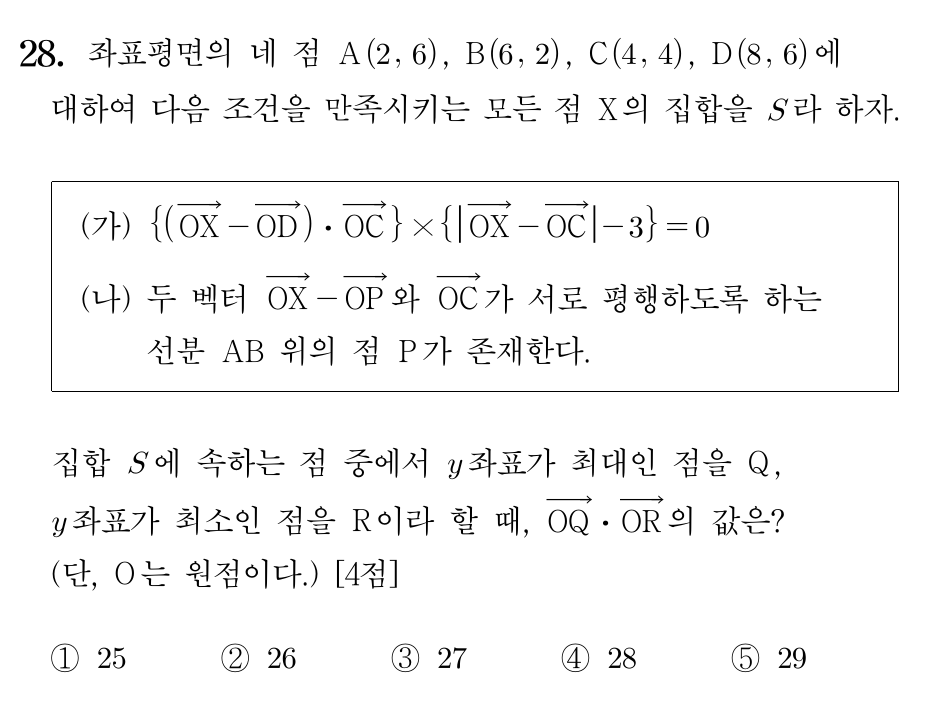 28. 좌표평면의 네 점 A(2, 6), B(6, 2), C(4, 4), D(8, 6)에
대하여 다음 조건을 만족시키는 모든 점 X의 집합을 S라 하자.
(가) {(\overrightarrow{OX} − \overrightarrow{OD}) · \overrightarrow{OC}} × {|\overrightarrow{OX} − \overrightarrow{OC}| − 3} = 0
(나) 두 벡터 \overrightarrow{OX} − \overrightarrow{OP}와 \overrightarrow{OC}가 서로 평행하도록 하는
선분 AB 위의 점 P가 존재한다.
집합 S에 속하는 점 중에서 y좌표가 최대인 점을 Q,
y좌표가 최소인 점을 R이라 할 때, \overrightarrow{OQ} · \overrightarrow{OR}의 값은?
(단, O는 원점이다.) [4점]
① 25 ② 26 ③ 27 ④ 28 ⑤ 29